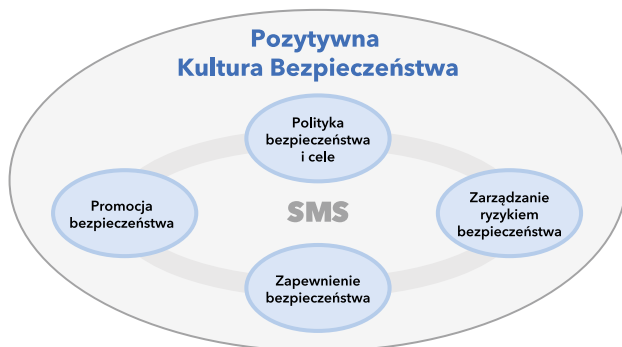 Pozytywna
Kultura Bezpieczeństwa
Polityka
bezpieczeństwa
i cele
Promocja
bezpieczeństwa
SMS
Zarządzanie
ryzykiem
bezpieczeństwa
Zapewnienie
bezpieczeństwa